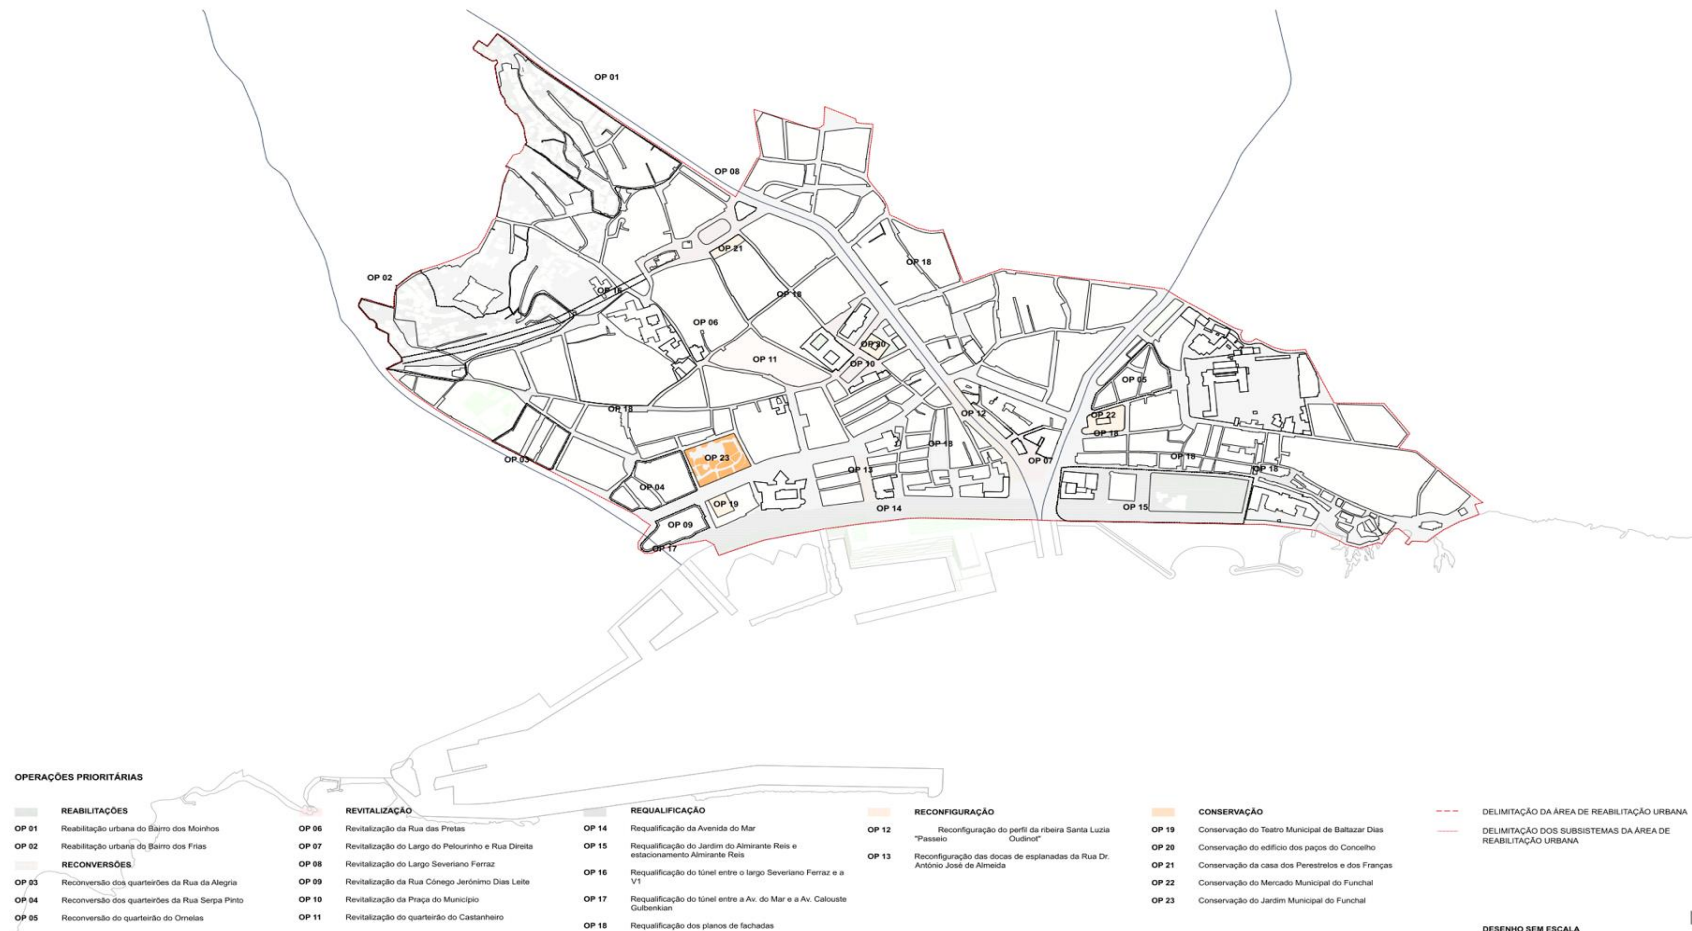 OP 01
OP 08
OP 18
OP 21
OP 02
OP 16
OP 18
OP 06
OP 20
OP 11
OP 10
OP 05
OP 18
OP 12
OP 22
OP 18
OP 18
OP 03
OP 23
OP 07
OP 18
OP 13
OP 18
OP 04
OP 19
OP 14
OP 15
OP 09
OP 17
OPERAÇÕES PRIORITÁRIAS
REABILITAÇÕES
OP 01 Reabilitação urbana do Bairro dos Moinhos
OP 02 Reabilitação urbana do Bairro dos Frias
RECONVERSÕES
OP 03 Reconversão dos quarteirões da Rua da Alegria
OP 04 Reconversão dos quarteirões da Rua Serpa Pinto
OP 05 Reconversão do quarteirão do Ornelas
REVITALIZAÇÃO
OP 06 Revitalização da Rua das Pretas
OP 07 Revitalização do Largo do Pelourinho e Rua Direita
OP 08 Revitalização do Largo Severiano Ferraz
OP 09 Revitalização da Rua Cónego Jerónimo Dias Leite
OP 10 Revitalização da Praça do Município
OP 11 Revitalização do quarteirão do Castanheiro
REQUALIFICAÇÃO
OP 14 Requalificação da Avenida do Mar
OP 15 Requalificação do Jardim do Almirante Reis e
estacionamento Almirante Reis
OP 16 Requalificação do túnel entre o largo Severiano Ferraz e a
V1
OP 17 Requalificação do túnel entre a Av. do Mar e a Av. Calouste
Gulbenkian
OP 18 Requalificação dos planos de fachadas
RECONFIGURAÇÃO
OP 12 Reconfiguração do perfil da ribeira Santa Luzia
"Passeio Oudinot"
OP 13 Reconfiguração das docas de esplanadas da Rua Dr.
António José de Almeida
CONSERVAÇÃO
OP 19 Conservação do Teatro Municipal de Baltazar Dias
OP 20 Conservação do edifício dos paços do Concelho
OP 21 Conservação da casa dos Perestrelos e dos Franças
OP 22 Conservação do Mercado Municipal do Funchal
OP 23 Conservação do Jardim Municipal do Funchal
DELIMITAÇÃO DA ÁREA DE REABILITAÇÃO URBANA
DELIMITAÇÃO DOS SUBSISTEMAS DA ÁREA DE
REABILITAÇÃO URBANA
DESENHO SEM ESCALA